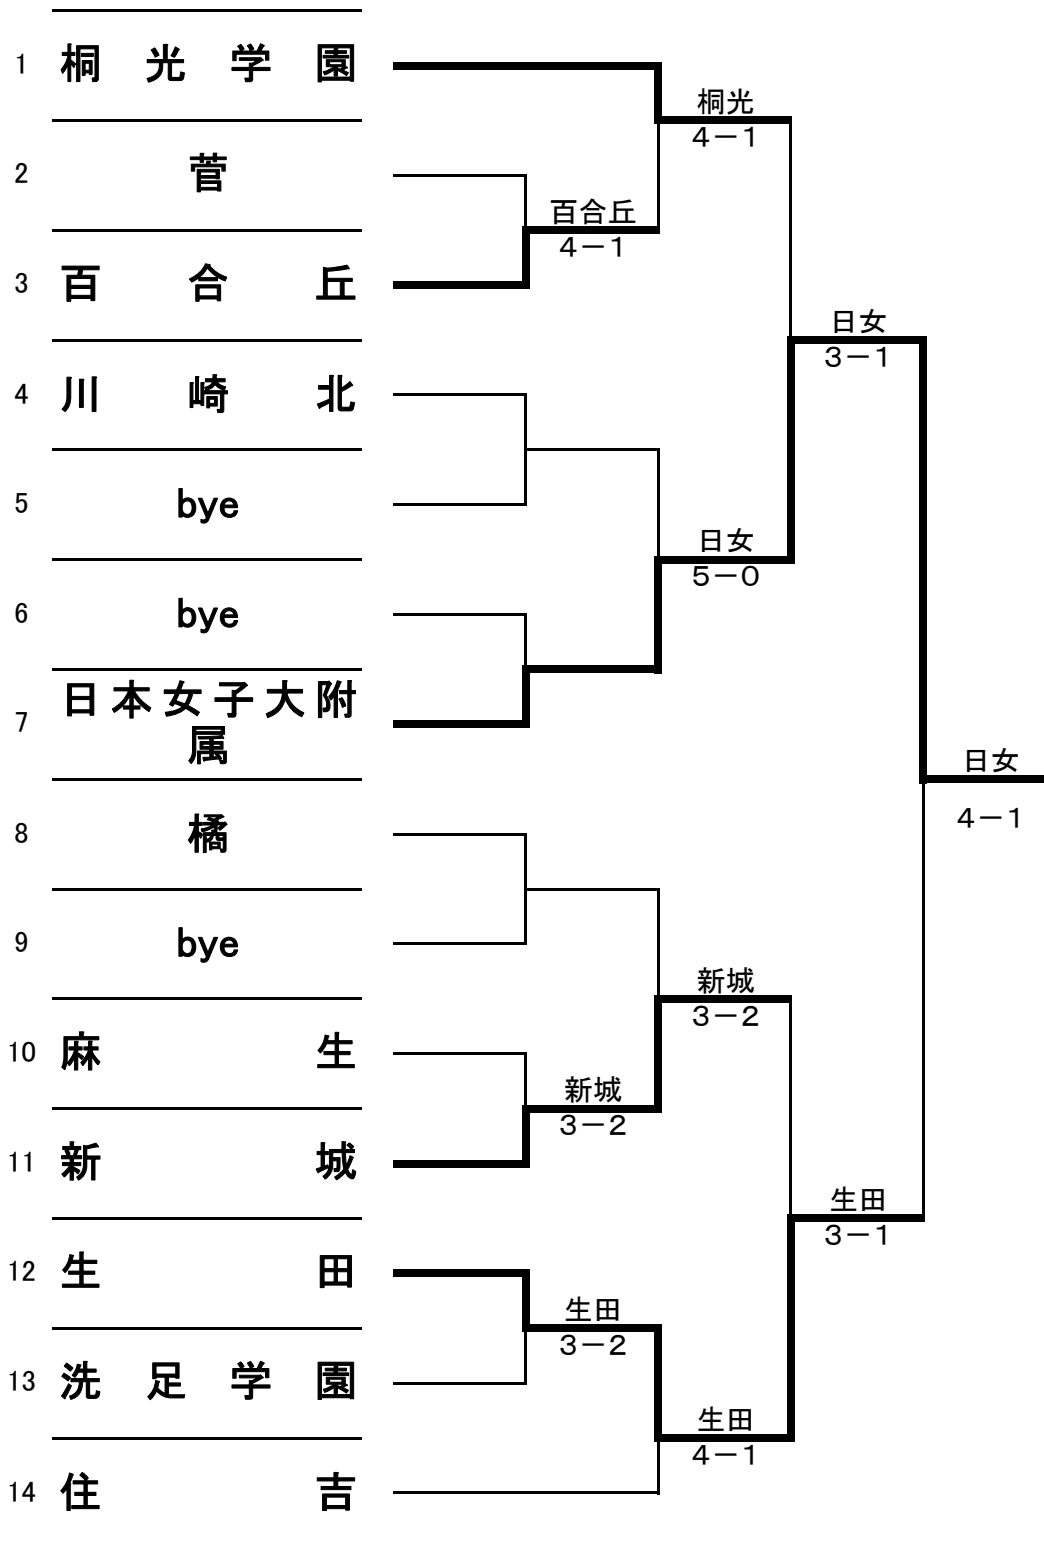 1 桐光学園
桐光
4－1
2 菅
百合丘
4－1
3 百合丘
日女
3－1
4 川崎北
5 bye
日女
5－0
6 bye
7 日本女子大附
属
日女
4－1
8 橘
9 bye
新城
3－2
10 麻生
新城
3－2
11 新城
生田
3－1
12 生田
生田
3－2
13 洗足学園
生田
4－1
14 住吉